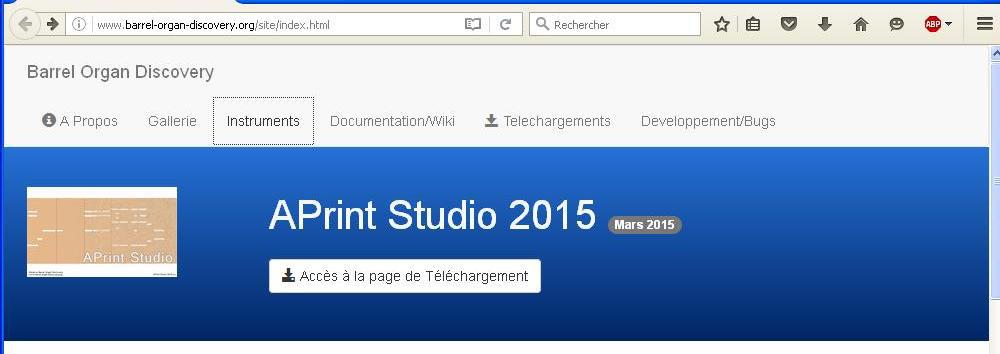 www.barrel-organ-discovery.org/site/index.html
Rechercher
ABP
Barrel Organ Discovery
A Propos Gallerie Instruments Documentation/Wiki Telechargements Developpement/Bugs
APrint Studio 2015 Mars 2015
APrint Studio
Accès à la page de Téléchargement